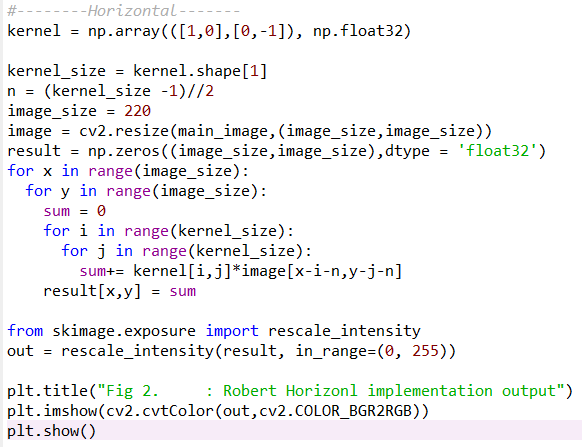 #--------Horizontal-------
kernel = np.array(([1,0],[0,-1]), np.float32)
kernel_size = kernel.shape[1]
n = (kernel_size -1)//2
image_size = 220
image = cv2.resize(main_image,(image_size,image_size))
result = np.zeros((image_size,image_size),dtype = 'float32')
for x in range(image_size):
  for y in range(image_size):
    sum = 0
    for i in range(kernel_size):
      for j in range(kernel_size):
        sum+= kernel[i,j]*image[x-i-n,y-j-n]
    result[x,y] = sum
from skimage.exposure import rescale_intensity
out = rescale_intensity(result, in_range=(0, 255))
plt.title("Fig 2.     : Robert Horizonl implementation output")
plt.imshow(cv2.cvtColor(out,cv2.COLOR_BGR2RGB))
plt.show()